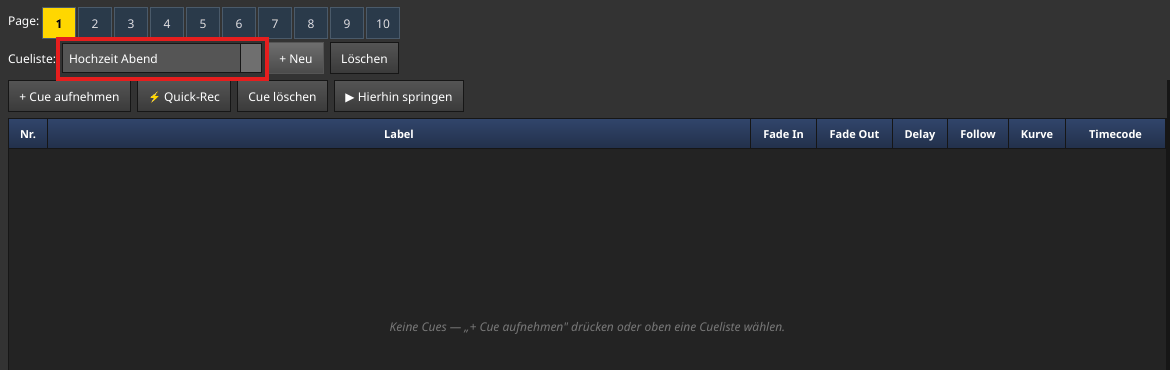 Page: 1 2 3 4 5 6 7 8 9 10
Cueliste: Hochzeit Abend + Neu Löschen
+ Cue aufnehmen ⚡ Quick-Rec Cue löschen ▶ Hierhin springen
Nr. Label Fade In Fade Out Delay Follow Kurve Timecode
Keine Cues — „+ Cue aufnehmen" drücken oder oben eine Cueliste wählen.